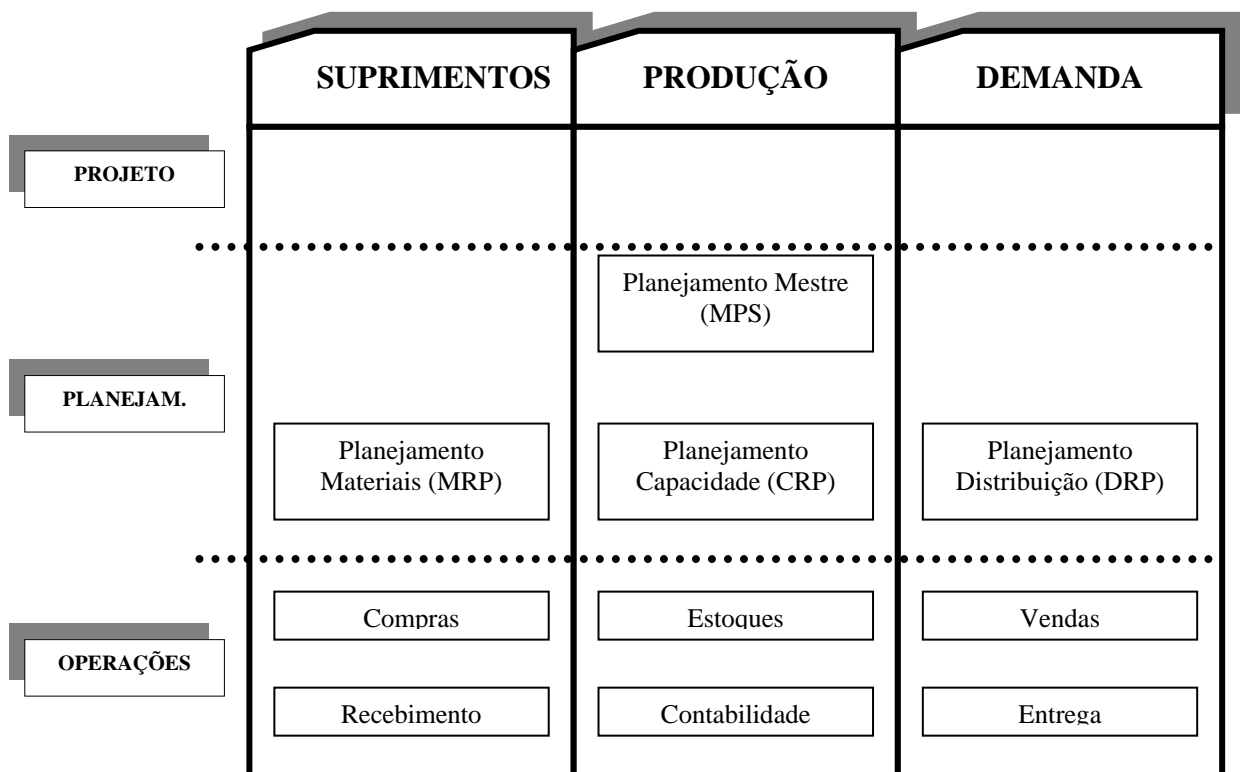 SUPRIMENTOS
PRODUÇÃO
DEMANDA
PROJETO
Planejamento Mestre
(MPS)
PLANEJAM.
Planejamento
Materiais (MRP)
Planejamento
Capacidade (CRP)
Planejamento
Distribuição (DRP)
Compras
Estoques
Vendas
OPERAÇÕES
Recebimento
Contabilidade
Entrega